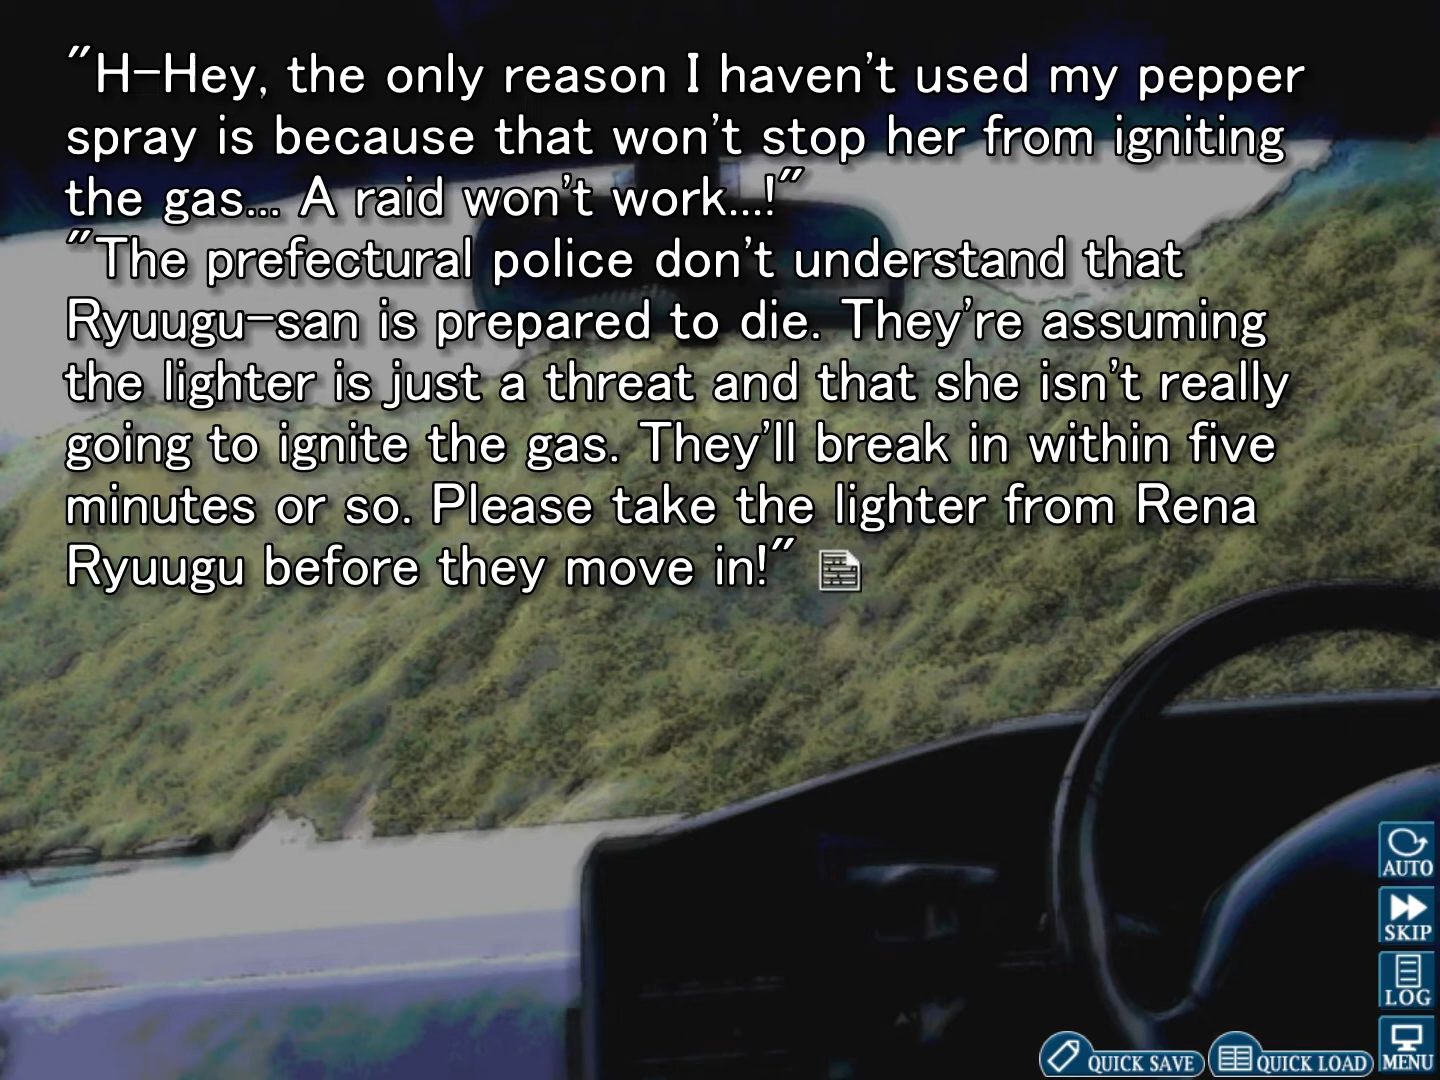 "H-Hey, the only reason I haven't used my pepper
spray is because that won't stop her from igniting
the gas... A raid won't work...!"
"The prefectural police don't understand that
Ryuugu-san is prepared to die. They're assuming
the lighter is just a threat and that she isn't really
going to ignite the gas. They'll break in within five
minutes or so. Please take the lighter from Rena
Ryuugu before they move in!"
AUTO
SKIP
LOG
MENU
QUICK SAVE
QUICK LOAD